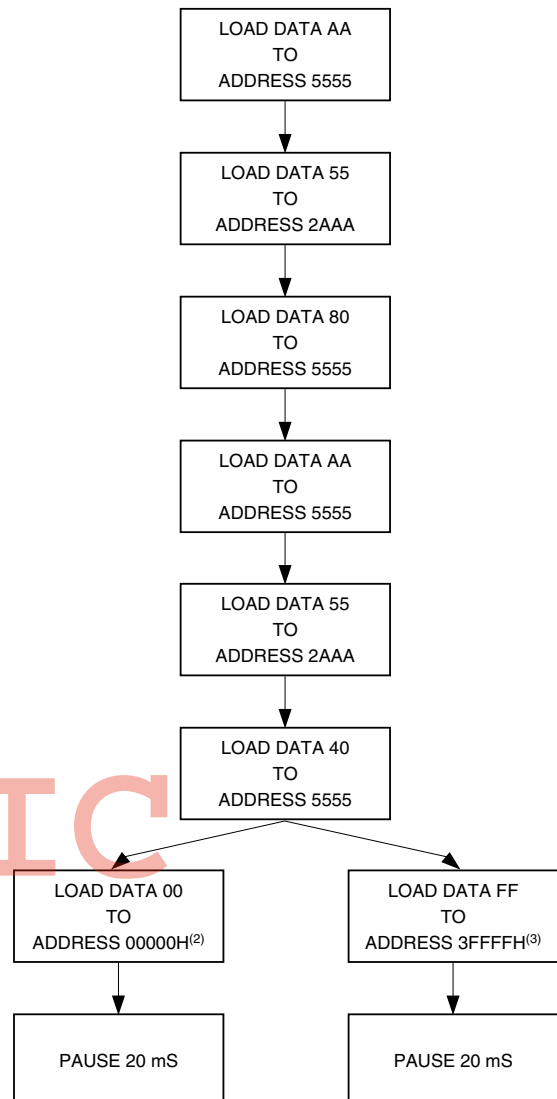 LOAD DATA AA
TO
ADDRESS 5555
LOAD DATA 55
TO
ADDRESS 2AAA
LOAD DATA 80
TO
ADDRESS 5555
LOAD DATA AA
TO
ADDRESS 5555
LOAD DATA 55
TO
ADDRESS 2AAA
LOAD DATA 40
TO
ADDRESS 5555
IC
LOAD DATA 00
TO
ADDRESS 00000H(2)
LOAD DATA FF
TO
ADDRESS 3FFFFH(3)
PAUSE 20 mS
PAUSE 20 mS